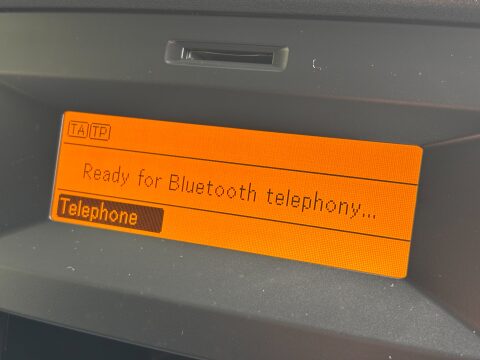 TA TP
Ready for Bluetooth telephony...
Telephone